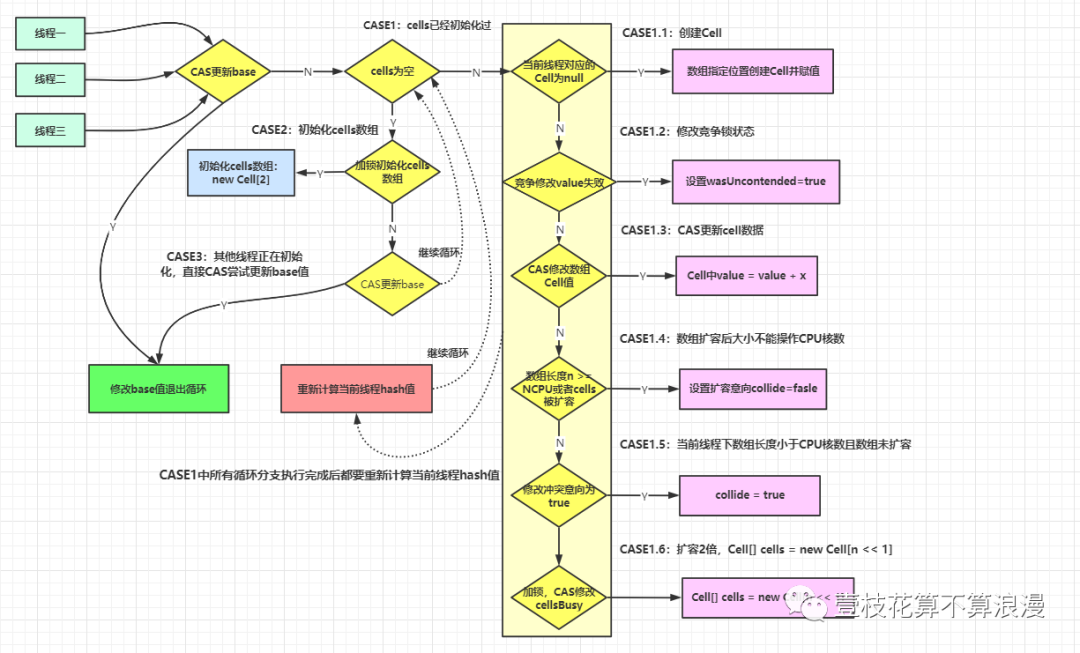 线程一
线程二
线程三
CAS更新base
N
Y
CASE1：cells已经初始化过
cells为空
N
Y
CASE2：初始化cells数组
加锁初始化cells
数组
Y
初始化cells数组：
new Cell[2]
N
CASE3：其他线程正在初始
化，直接CAS尝试更新base值
CAS更新base
Y
继续循环
修改base值退出循环
继续循环
重新计算当前线程hash值
CASE1中所有循环分支执行完成后都要重新计算当前线程hash值
CASE1.1：创建Cell
当前线程对应的
Cell为null
Y
数组指定位置创建Cell并赋值
N
CASE1.2：修改竞争锁状态
竞争修改value失败
Y
设置wasUncontended=true
N
CASE1.3：CAS更新cell数据
CAS修改数组
Cell值
Y
Cell中value = value + x
N
CASE1.4：数组扩容后大小不能操作CPU核数
数组长度n >=
NCPU或者cells
被扩容
Y
设置扩容意向collide=fasle
N
CASE1.5：当前线程下数组长度小于CPU核数且数组未扩容
修改冲突意向为
true
Y
collide = true
CASE1.6：扩容2倍，Cell[] cells = new Cell[n << 1]
加锁，CAS修改
cellsBusy
Cell[] cells = new <<
壹枝花算不算浪漫